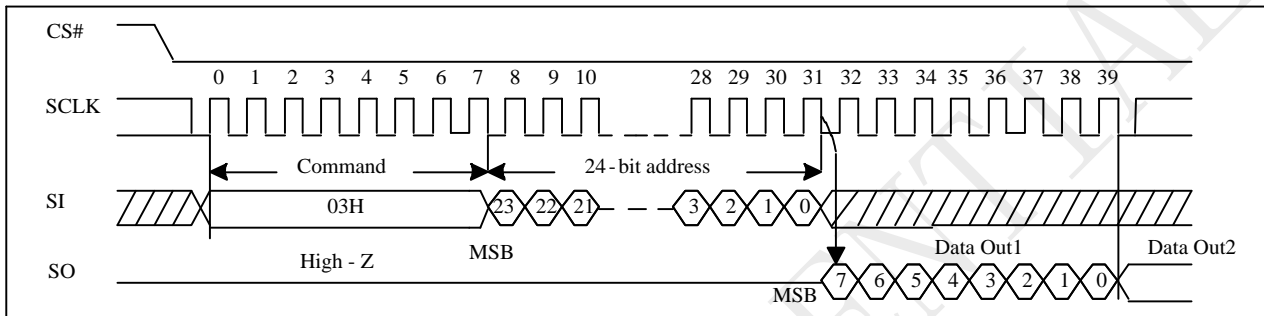 CS#
0 1 2 3 4 5 6 7 8 9 10 28 29 30 31 32 33 34 35 36 37 38 39
SCLK
Command 24-bit address
SI 03H 23 22 21 3 2 1 0
MSB Data Out1 Data Out2
High - Z
SO MSB 7 6 5 4 3 2 1 0